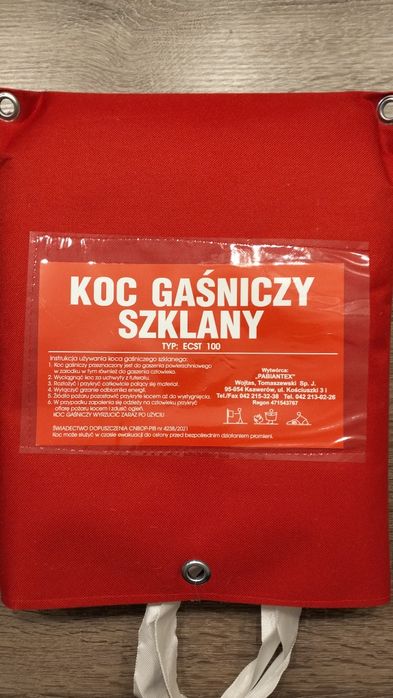 KOC GAŚNICZY
SZKLANY
TYP: ECST 100
Instrukcja używania koca gaśniczego szklanego:
1. Koc gaśniczy przeznaczony jest do gaszenia powierzchniowego
w zarodku w tym również do gaszenia człowieka.
2. Wyciągnąć koc za uchwyty z futerału.
3. Rozłożyć i przykryć całkowicie palący się materiał.
4. Wyłączyć grzanie odbiornika energii.
5. Źródło pożaru pozostawić przykryte kocem aż do wystygnięcia.
6. W przypadku zapalenia się odzieży na człowieku przykryć
ofiarę pożaru kocem i zdusić ogień.
KOC GAŚNICZY WYRZUCIĆ ZARAZ PO UŻYCIU
ŚWIADECTWO DOPUSZCZENIA CNBOP-PIB nr 4238/2021
Koc może służyć w czasie ewakuacji do osłony przed bezpośrednim działaniem płomieni.
Wytwórca:
„PABIANTEX"
Wojtas, Tomaszewski Sp. J.
95-054 Ksawerów, ul. Kościuszki 3 I
Tel./Fax 042 215-32-38 Tel. 042 213-02-26
Regon 471543767